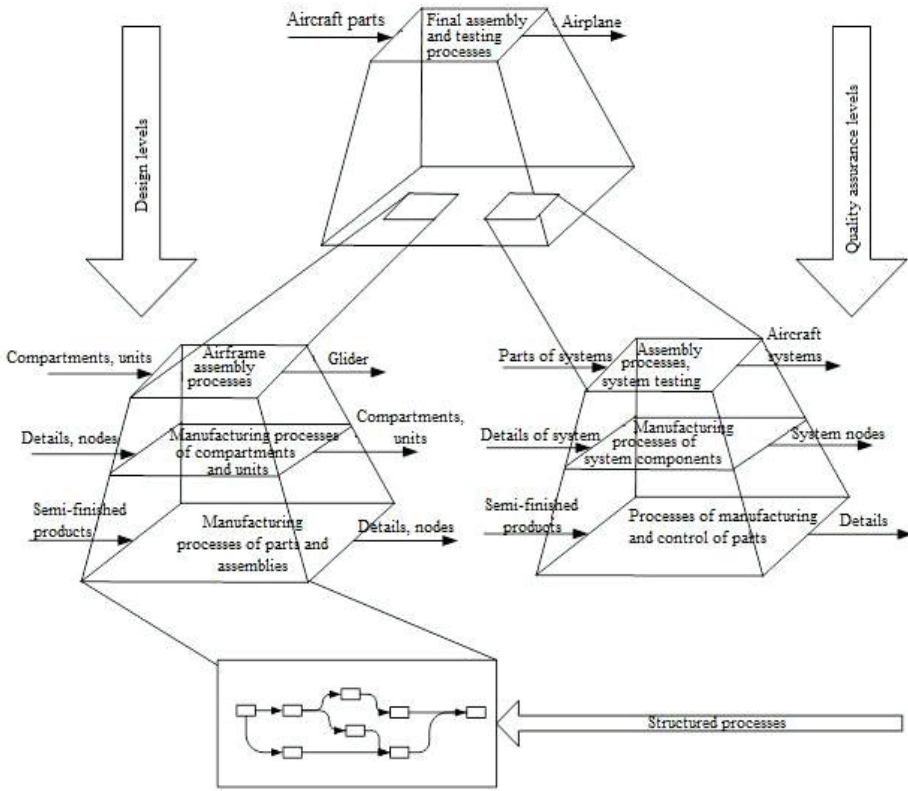 Aircraft parts
Final assembly
and testing
processes
Airplane
Design levels
Quality assurance levels
Compartments, units
Airframe
assembly
processes
Glider
Details, nodes
Manufacturing processes
of compartments
and units
Compartments,
units
Semi-finished
products
Manufacturing
processes of parts and
assemblies
Details, nodes
Parts of systems
Assembly
processes,
system testing
Aircraft
systems
Details of system
Manufacturing
processes of
system components
System nodes
Semi-finished
products
Processes of manufacturing
and control of parts
Details
Structured processes